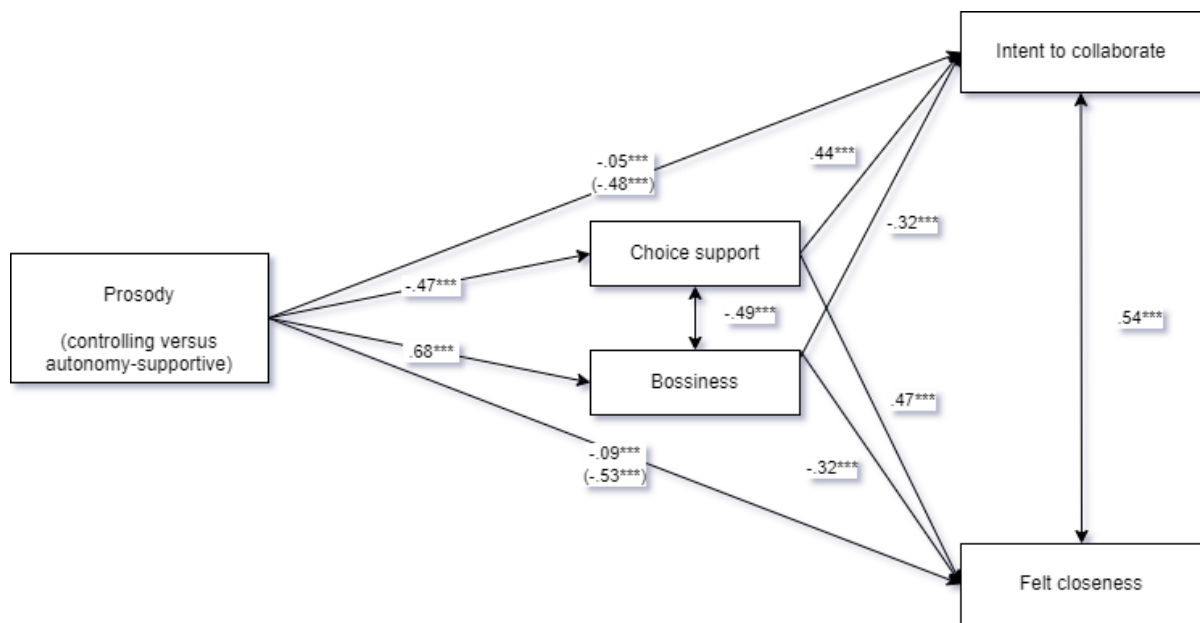 Intent to collaborate
-.05***
(-.48***)
.44***
-.32***
Choice support
-.47***
Prosody
(controlling versus
autonomy-supportive)
-.49***
.54***
.68***
Bossiness
.47***
-.09***
(-.53***)
-.32***
Felt closeness